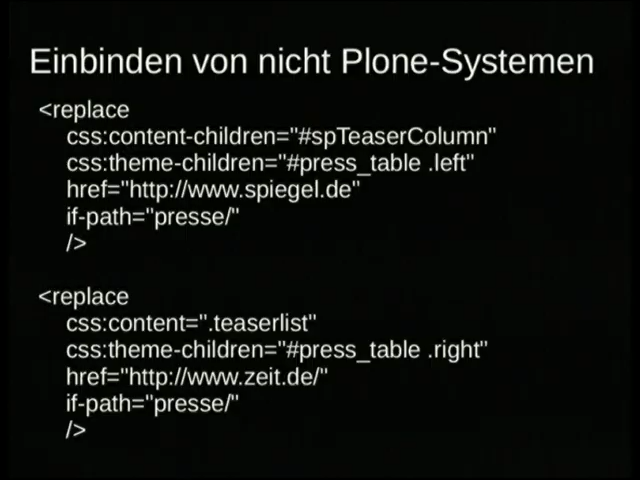 Einbinden von nicht Plone-Systemen
<replace
css:content-children="#spTeaserColumn"
css:theme-children="#press_table .left"
href="http://www.spiegel.de"
if-path="presse/"
/>
<replace
css:content=".teaserlist"
css:theme-children="#press_table .right"
href="http://www.zeit.de/"
if-path="presse/"
/>